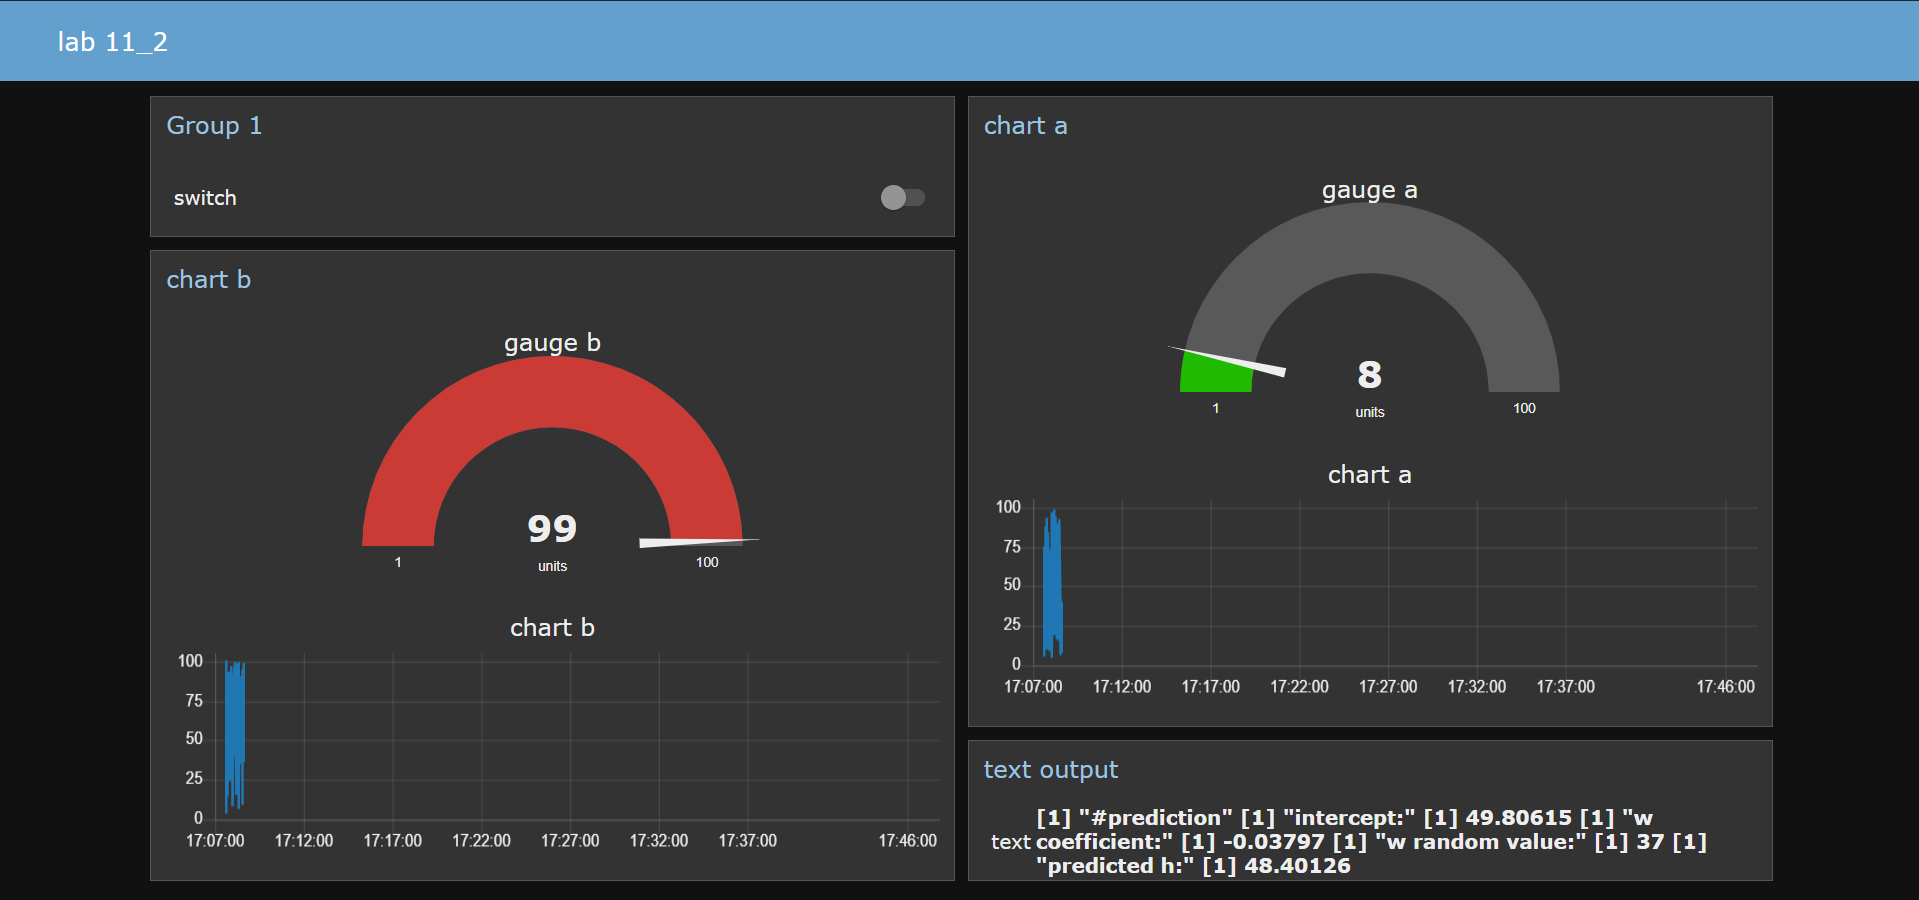 lab 11_2
Group 1
switch
chart b
gauge b
99
units
1
100
chart b
100
75
50
25
0
17:07:00 17:12:00 17:17:00 17:22:00 17:27:00 17:32:00 17:37:00 17:46:00
chart a
gauge a
8
units
1
100
chart a
100
75
50
25
0
17:07:00 17:12:00 17:17:00 17:22:00 17:27:00 17:32:00 17:37:00 17:46:00
text output
[1] "#prediction" [1] "intercept:" [1] 49.80615 [1] "w
text coefficient:" [1] -0.03797 [1] "w random value:" [1] 37 [1]
"predicted h:" [1] 48.40126